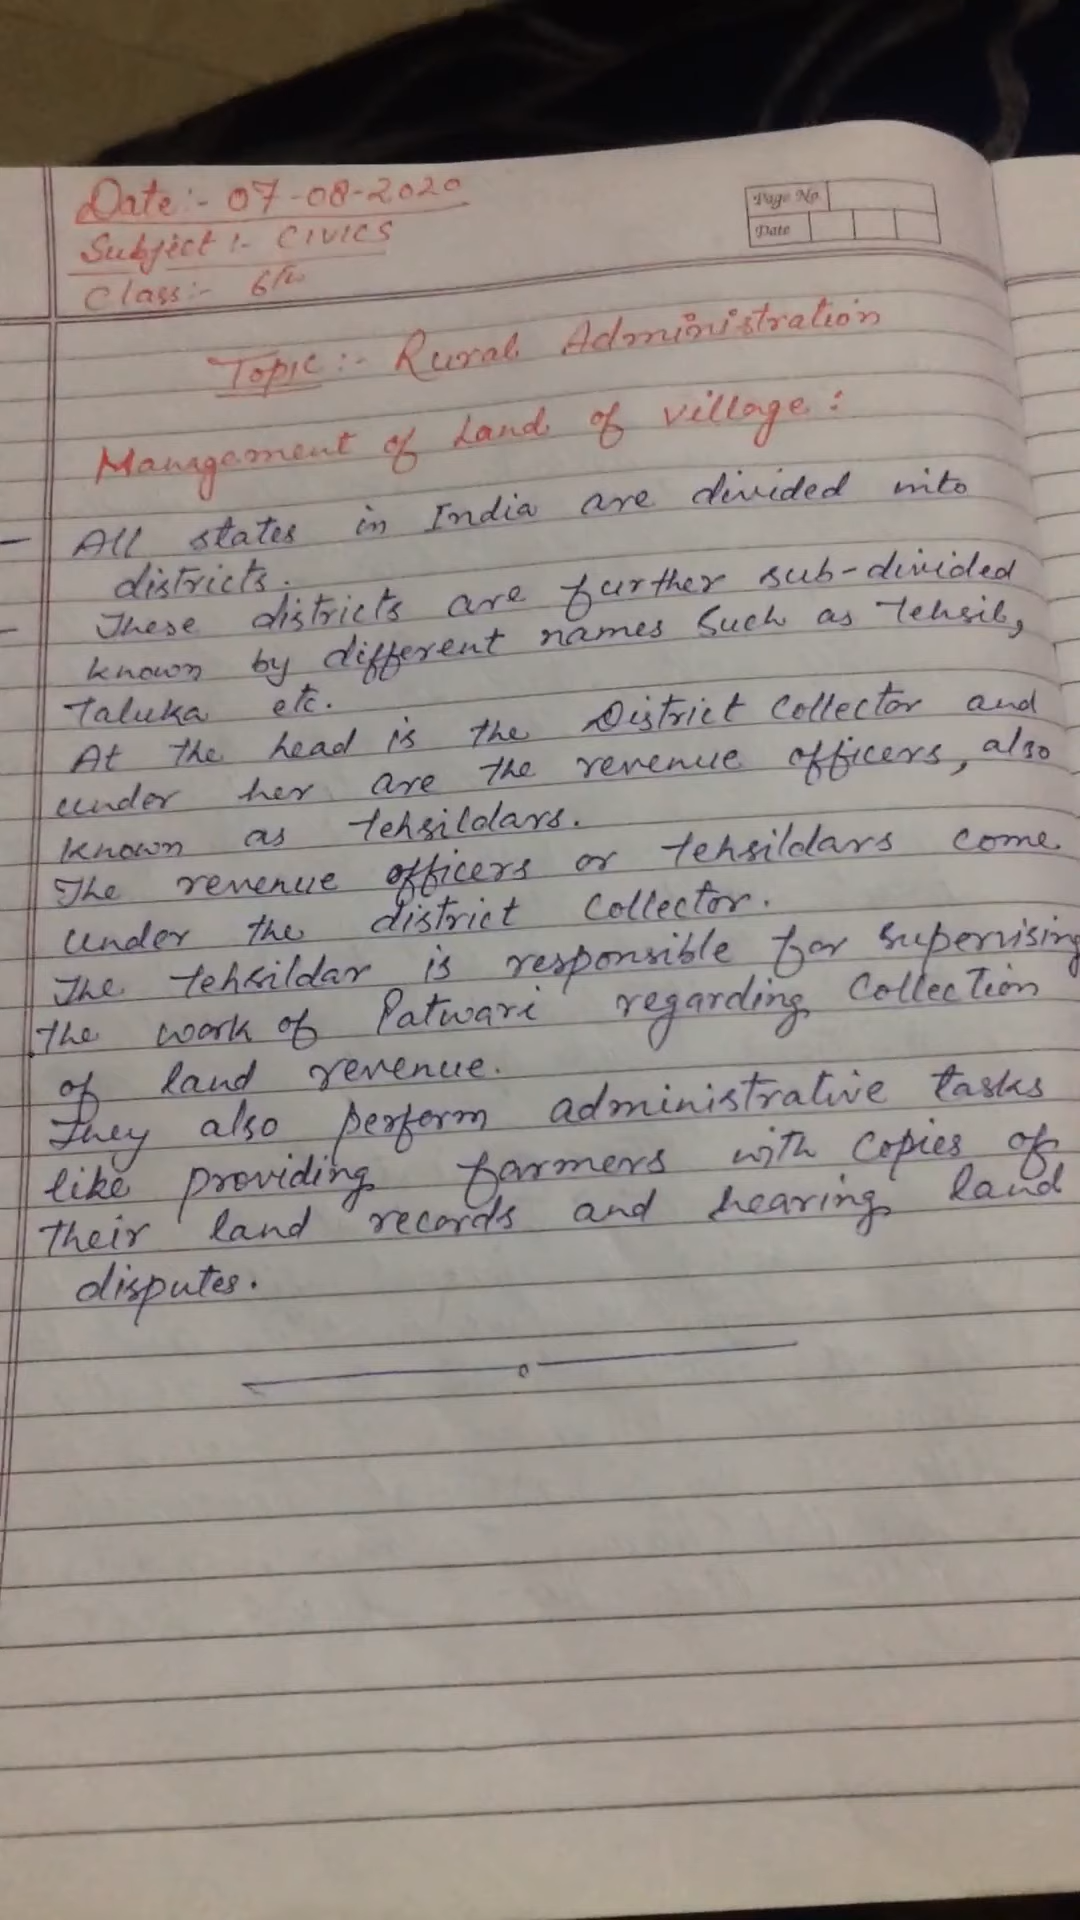 Date:- 07-08-2020
Subject :- CIVICS
Class:- 6th
Page No.
Date
Topic :- Rural Administration
Managament of Land of village :
- All states in India are divided into
districts.
- These districts are further sub-divided
known by different names such as Tehsil,
Taluka etc.
At the head is the District Collector and
under her are the revenue officers, also
known as tehsildars.
The revenue officers or tehsildars come
under the district collector.
The tehsildar is responsible for supervising
the work of Patwari regarding Collection
of land revenue.
They also perform administrative tasks
like providing farmers with copies of
their land records and hearing land
disputes.